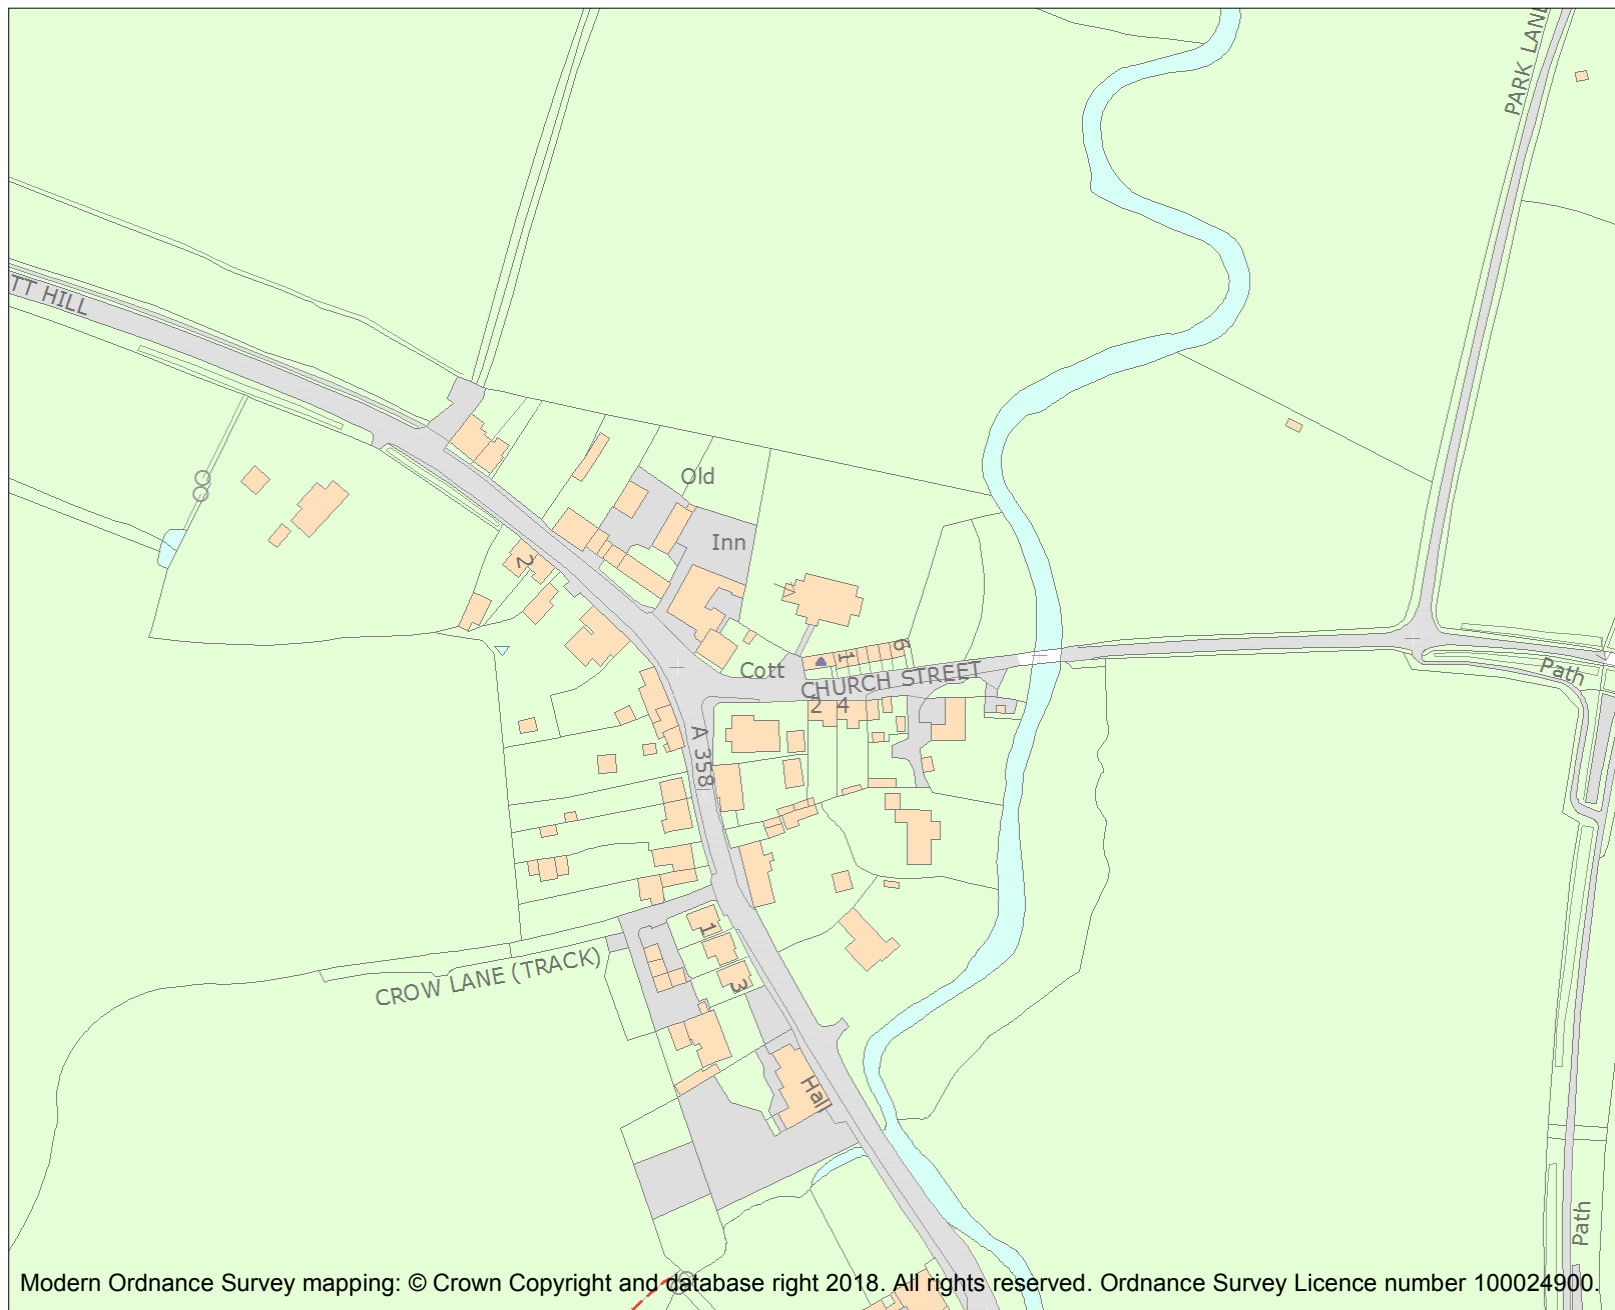 PARK LANE
TT HILL
Old
Inn
2
Cott
1
6
CHURCH STREET
2 4
Path
A 358
1
3
CROW LANE (TRACK)
Hall
Path
Modern Ordnance Survey mapping: © Crown Copyright and database right 2018. All rights reserved. Ordnance Survey Licence number 100024900.